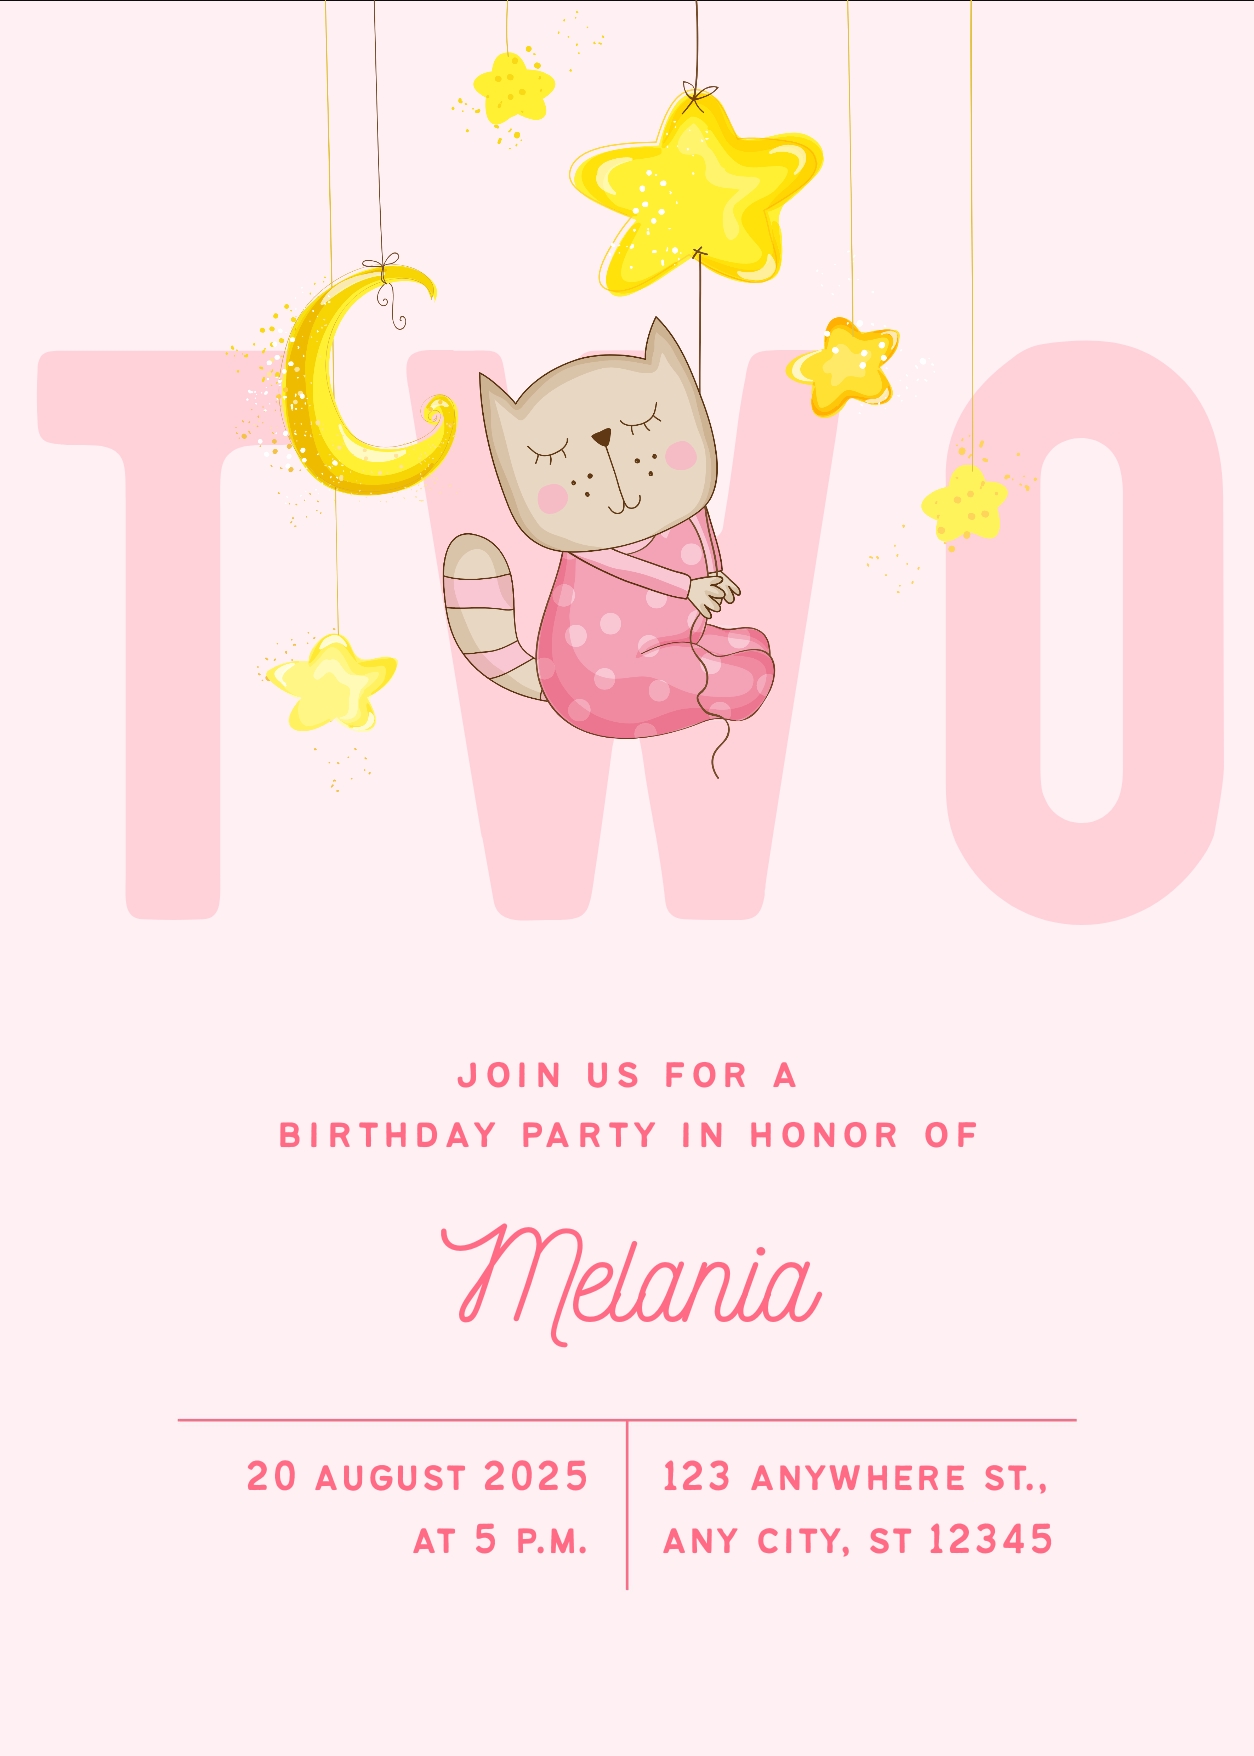 TWO
JOIN US FOR A
BIRTHDAY PARTY IN HONOR OF
Melania
20 AUGUST 2025
AT 5 P.M.
123 ANYWHERE ST.,
ANY CITY, ST 12345